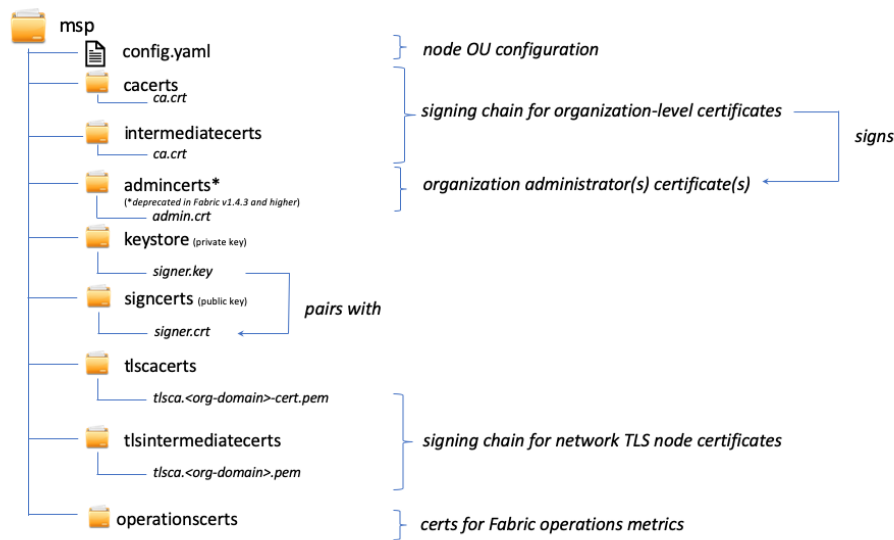 msp
config.yaml
node OU configuration
cacerts
ca.crt
signing chain for organization-level certificates
signs
intermediatecerts
ca.crt
admincerts*
(*deprecated in Fabric v1.4.3 and higher)
organization administrator(s) certificate(s)
admin.crt
keystore (private key)
signer.key
signcerts (public key)
pairs with
signer.crt
tlscacerts
tlsca.<org-domain>-cert.pem
tlsintermediatecerts
signing chain for network TLS node certificates
tlsca.<org-domain>.pem
operationscerts
certs for Fabric operations metrics